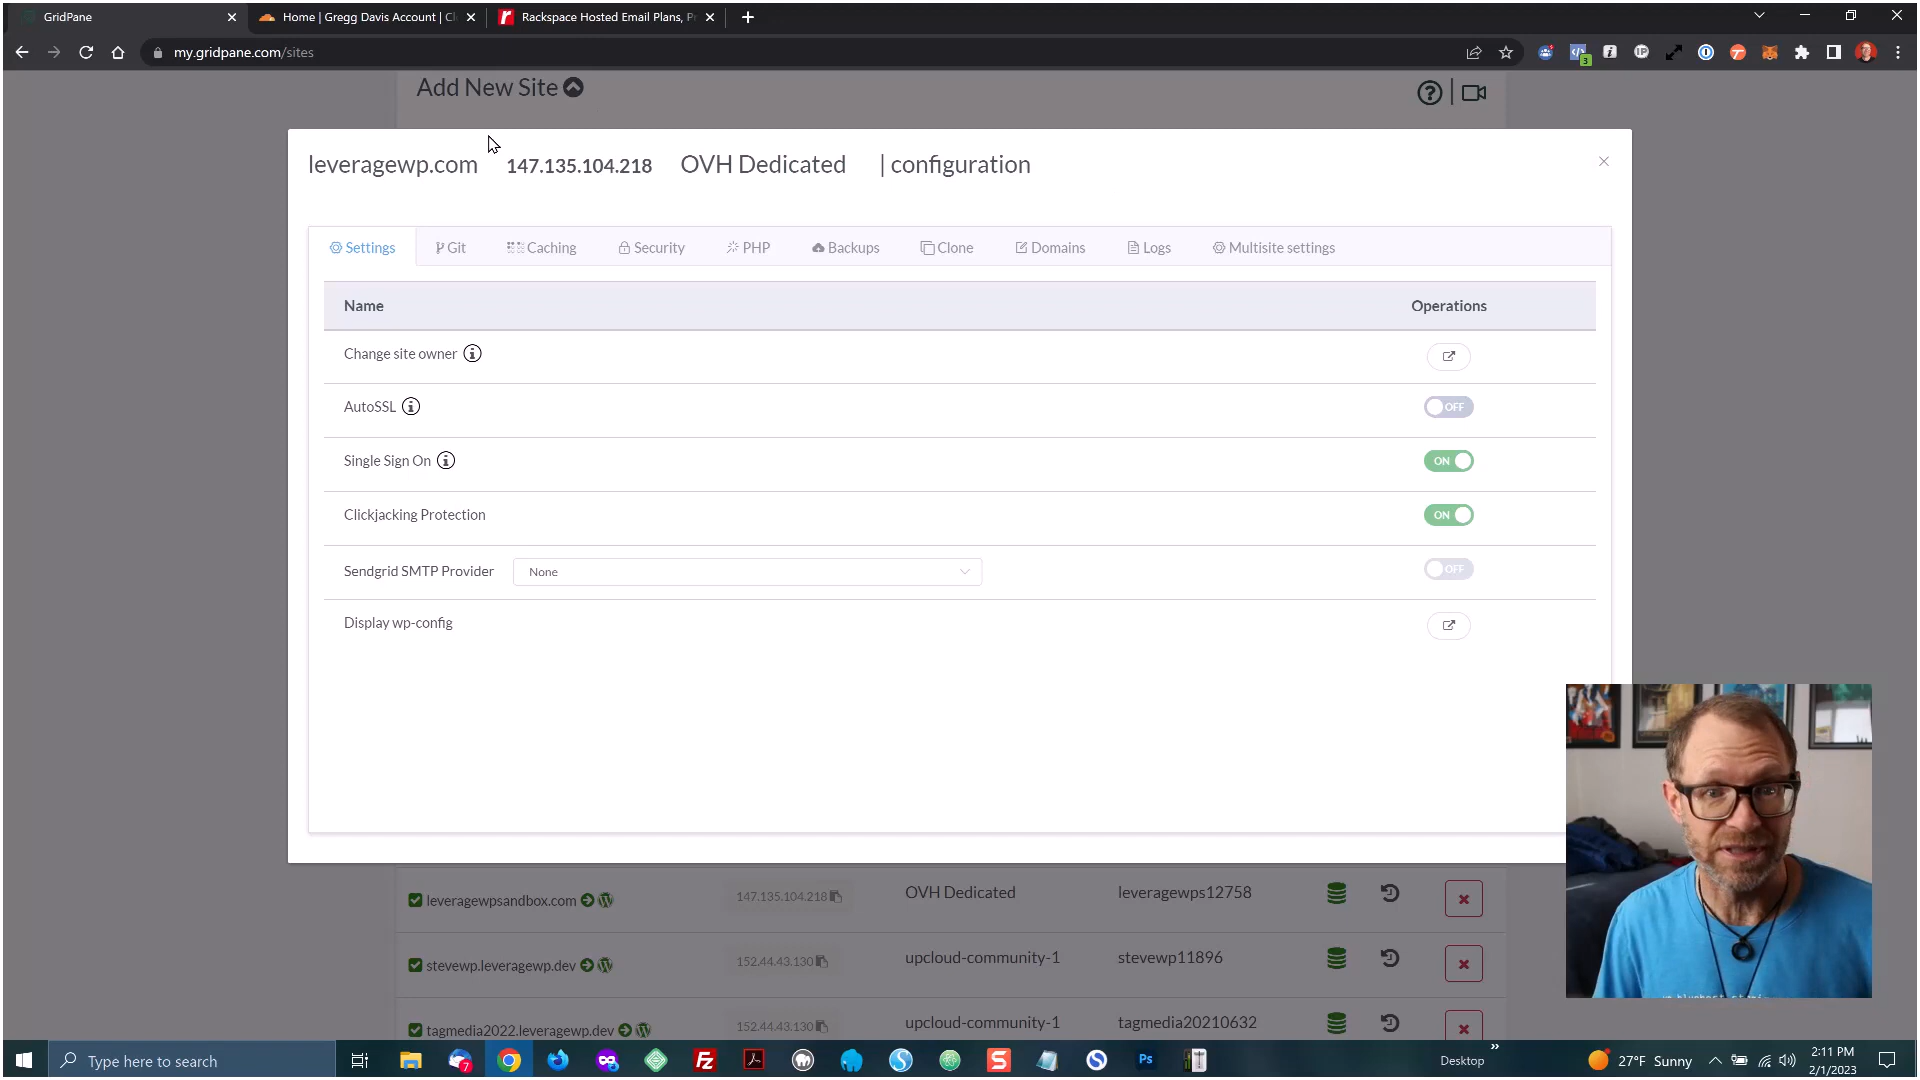 GridPane
Home | Gregg Davis Account | Cl
Rackspace Hosted Email Plans, P
my.gridpane.com/sites
3
Add New Site
leveragewp.com 147.135.104.218 OVH Dedicated | configuration
Settings Git Caching Security PHP Backups Clone Domains Logs Multisite settings
Name Operations
Change site owner
AutoSSL OFF
Single Sign On ON
Clickjacking Protection ON
Sendgrid SMTP Provider None OFF
Display wp-config
leveragewpsandbox.com 147.135.104.218 OVH Dedicated leveragewps12758
stevewp.leveragewp.dev 152.44.43.130 upcloud-community-1 stevewp11896
tagmedia2022.leveragewp.dev 152.44.43.130 upcloud-community-1 tagmedia20210632
Type here to search
7
Fz
S
S
S
Ps
Desktop
27°F Sunny
2:11 PM
2/1/2023